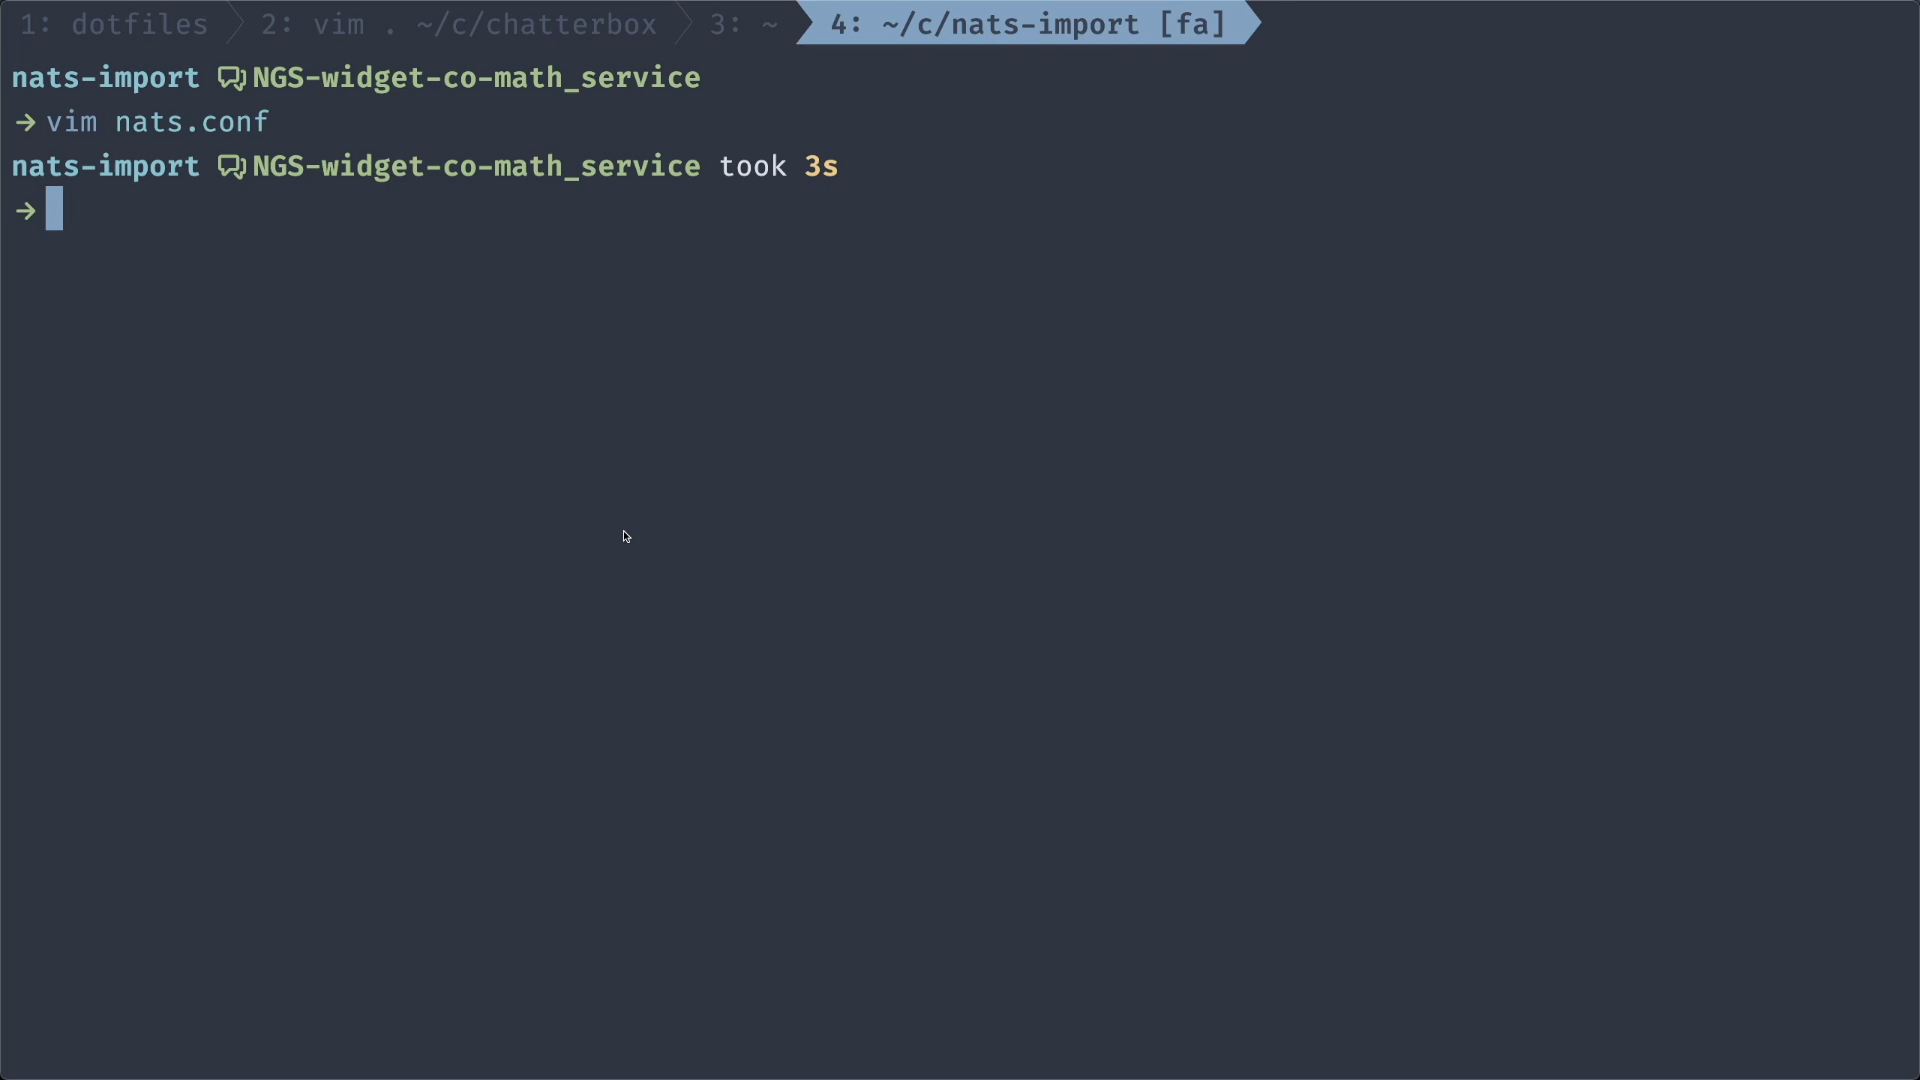 1: dotfiles 2: vim . ~/c/chatterbox 3: ~ 4: ~/c/nats-import [fa]
nats-import NGS-widget-co-math_service
→ vim nats.conf
nats-import NGS-widget-co-math_service took 3s
→